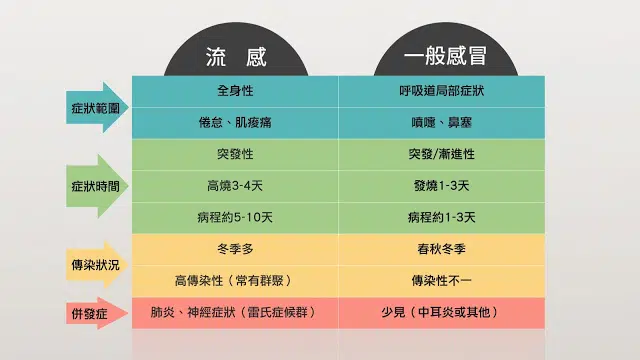 流 感 一般感冒
症狀範圍
全身性 呼吸道局部症狀
倦怠、肌痠痛 噴嚏、鼻塞
症狀時間
突發性 突發/漸進性
高燒3-4天 發燒1-3天
病程約5-10天 病程約1-3天
傳染狀況
冬季多 春秋冬季
高傳染性（常有群聚） 傳染性不一
併發症
肺炎、神經症狀（雷氏症候群） 少見（中耳炎或其他）